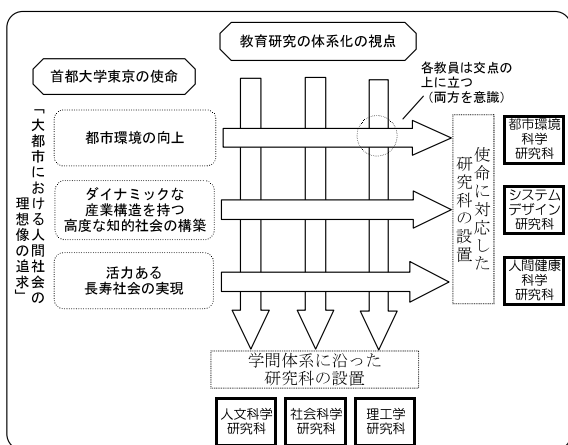 教育研究の体系化の視点
首都大学東京の使命
各教員は交点の
上に立つ
（両方を意識）
「大都市における人間社会の
理想像の追求」
都市環境の向上
ダイナミックな
産業構造を持つ
高度な知的社会の構築
活力ある
長寿社会の実現
使命に対応した
研究科の設置
都市環境
科学
研究科
システム
デザイン
研究科
人間健康
科学
研究科
学問体系に沿った
研究科の設置
人文科学
研究科
社会科学
研究科
理工学
研究科